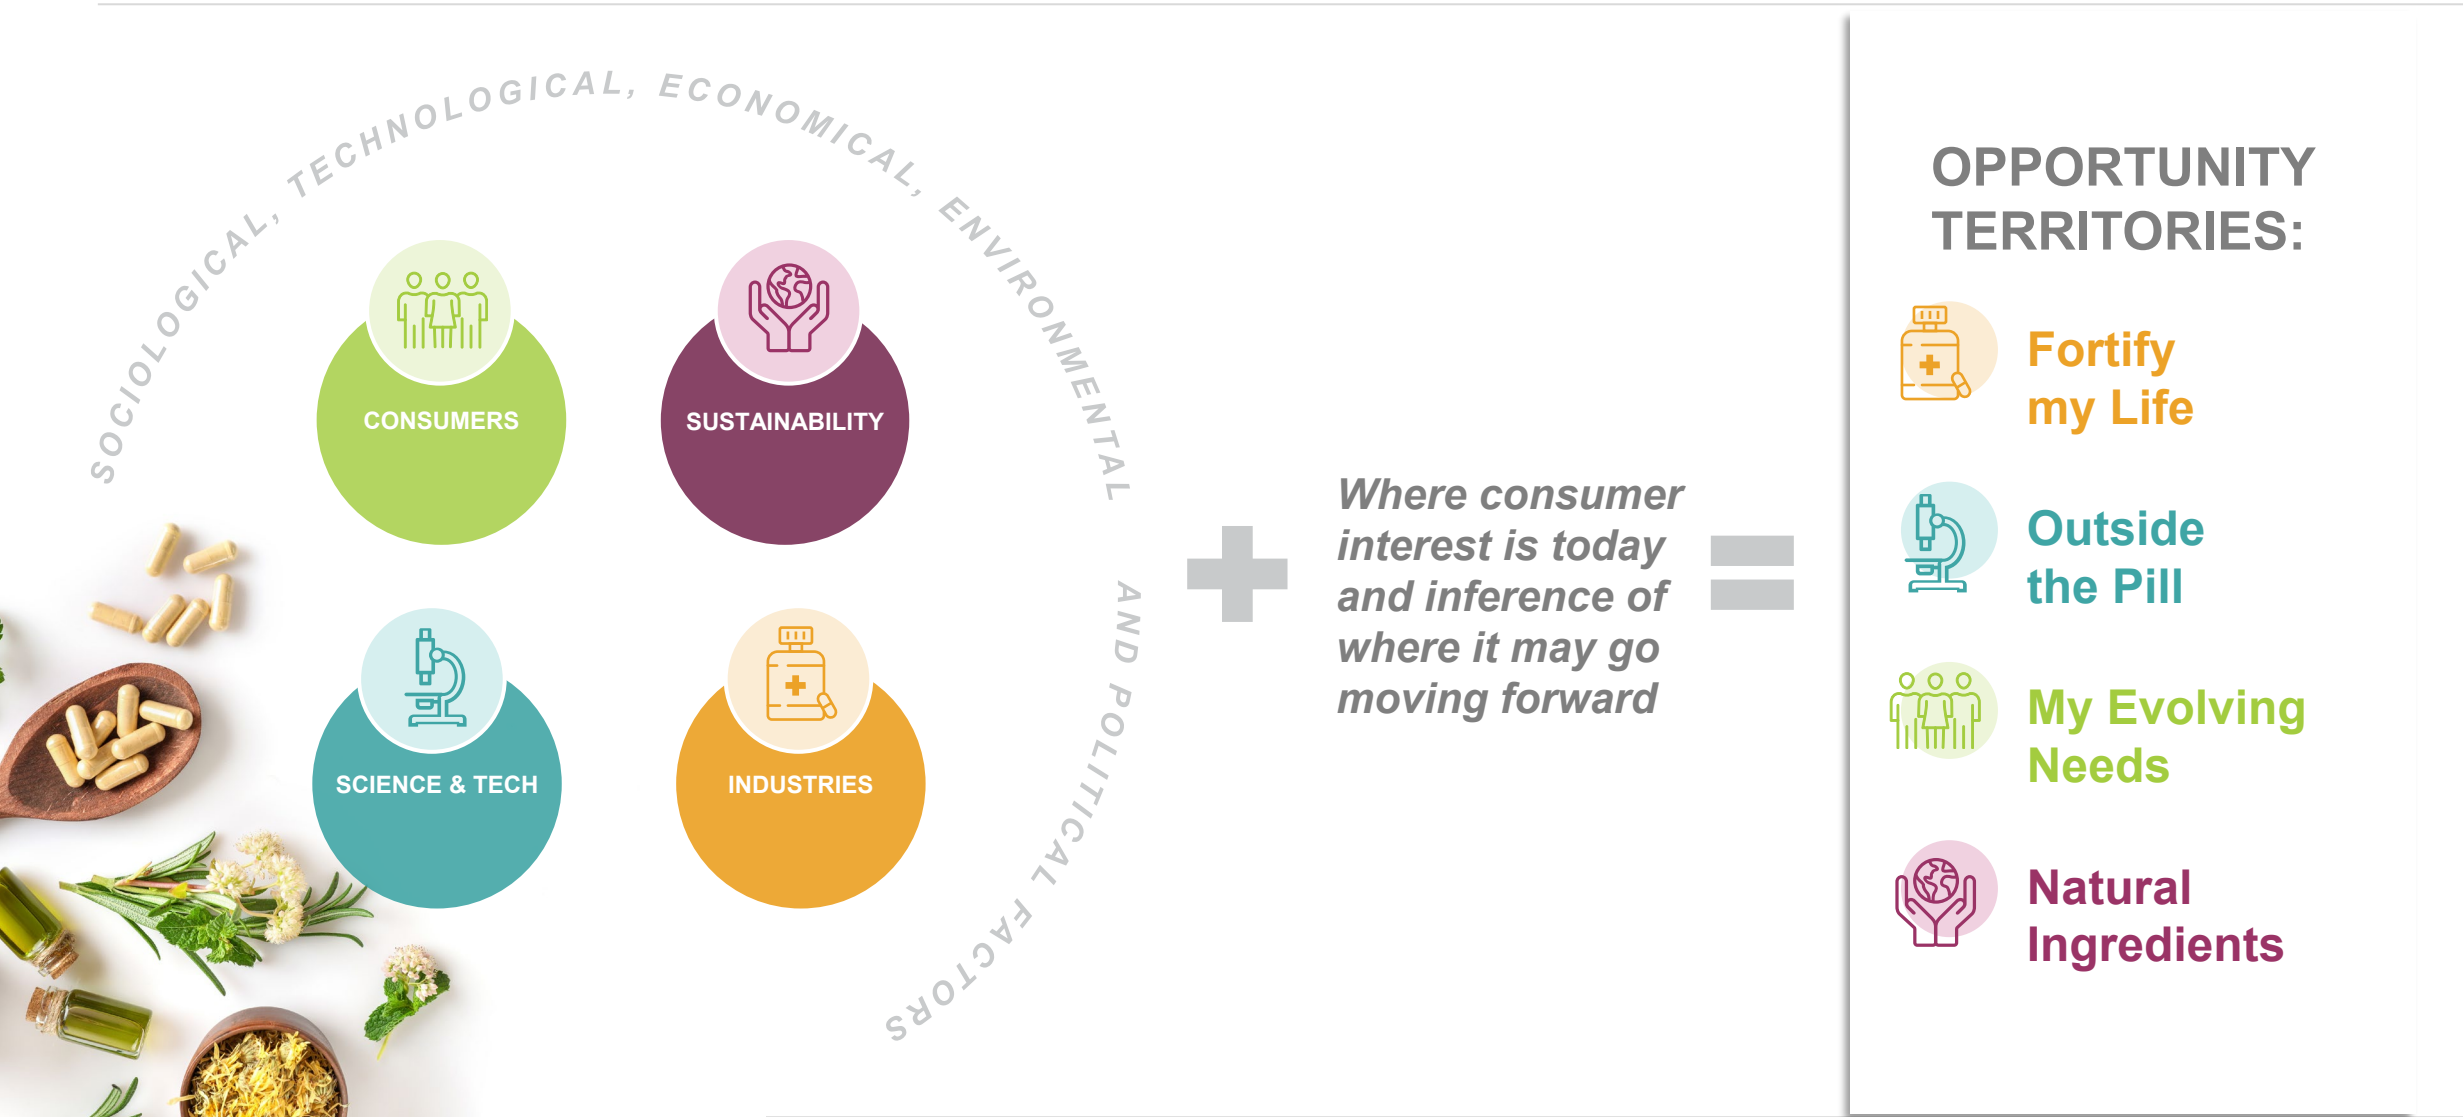 SOCIOLOGICAL, TECHNOLOGICAL, ECONOMICAL, ENVIRONMENTAL AND POLITICAL FACTORS
CONSUMERS
SUSTAINABILITY
SCIENCE & TECH
INDUSTRIES
Where consumer
interest is today
and inference of
where it may go
moving forward
OPPORTUNITY
TERRITORIES:
Fortify
my Life
Outside
the Pill
My Evolving
Needs
Natural
Ingredients